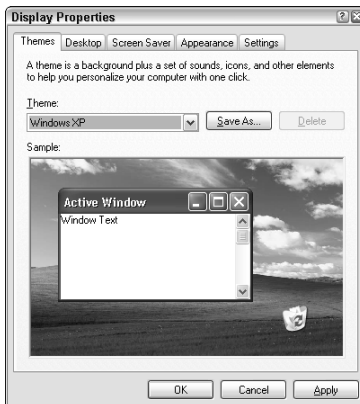 Display Properties
Themes Desktop Screen Saver Appearance Settings
A theme is a background plus a set of sounds, icons, and other elements
to help you personalize your computer with one click.
Theme:
Windows XP Save As... Delete
Sample:
Active Window
Window Text
OK Cancel Apply